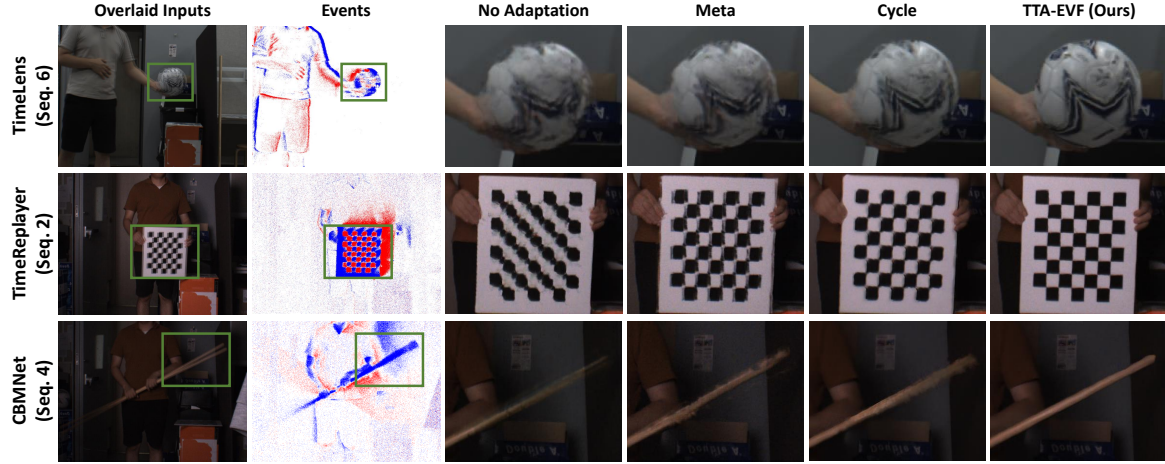 Overlaid Inputs Events No Adaptation Meta Cycle TTA-EVF (Ours)
TimeLens
(Seq. 6)
TimeReplayer
(Seq. 2)
CBMNet
(Seq. 4)
Double A